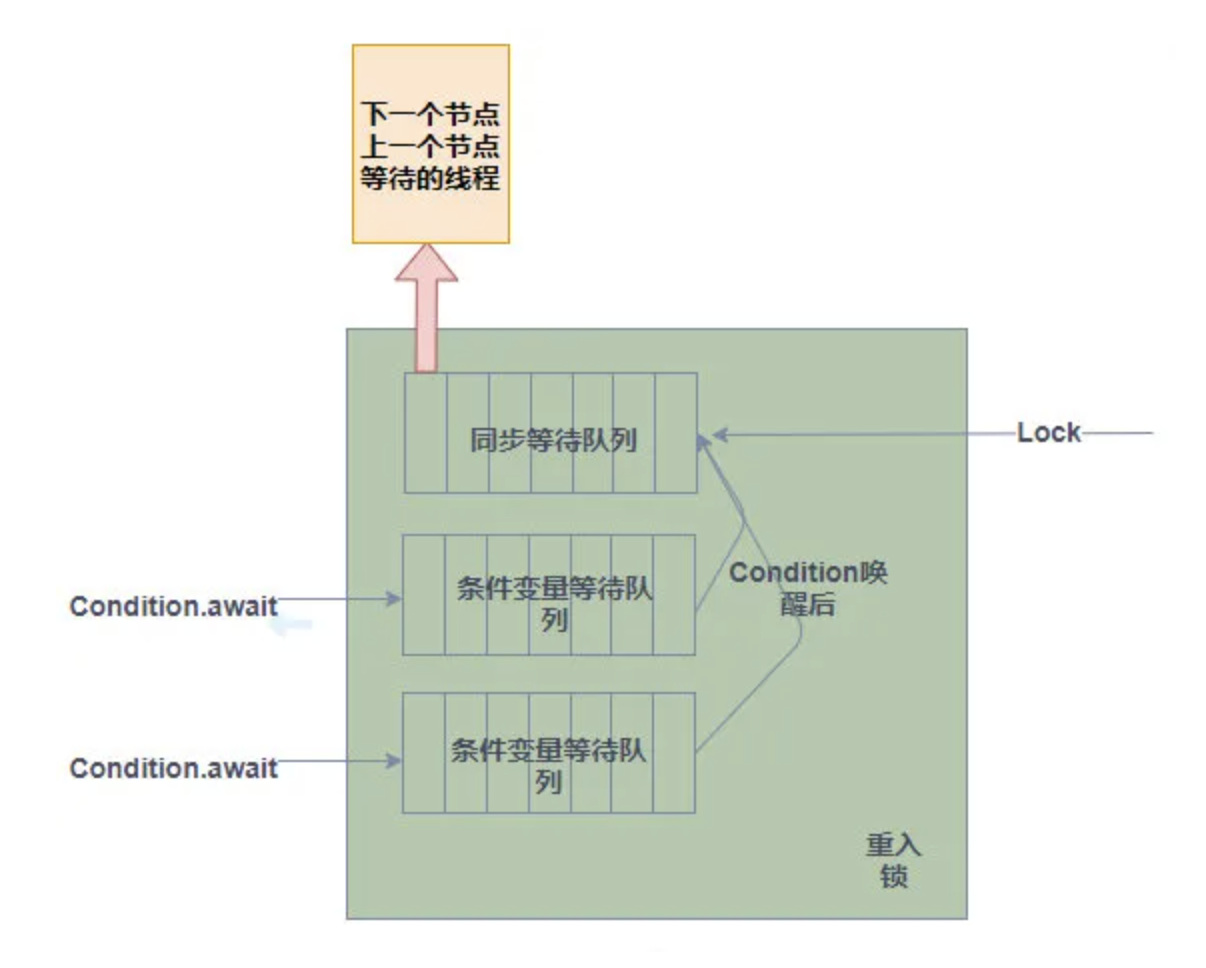 下一个节点
上一个节点
等待的线程
同步等待队列
Lock
Condition唤
醒后
条件变量等待队
列
Condition.await
条件变量等待队
列
Condition.await
重入
锁